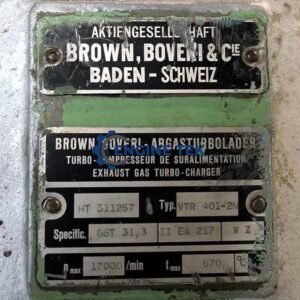 AKTIENGESELLSCHAFT
BROWN, BOVERI & CIE
BADEN - SCHWEIZ
ENGINETEK
BROWN BOVERI-ABGASTURBOLADER
TURBO-COMPRESSEUR DE SURALIMENTATION
EXHAUST GAS TURBO-CHARGER
HT 311257 Typ. VTR 401-2N
Specific. GGT 31,3 II EA 217 W Z
n max 17000 /min t max 670 °C